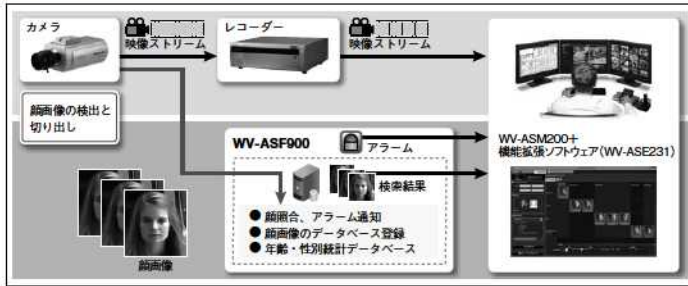 カメラ
映像ストリーム
レコーダー
映像ストリーム
顔画像の検出と
切り出し
WV-ASF900
アラーム
検索結果
● 顔照合、アラーム通知
● 顔画像のデータベース登録
● 年齢・性別統計データベース
顔画像
WV-ASM200+
機能拡張ソフトウェア(WV-ASE231)